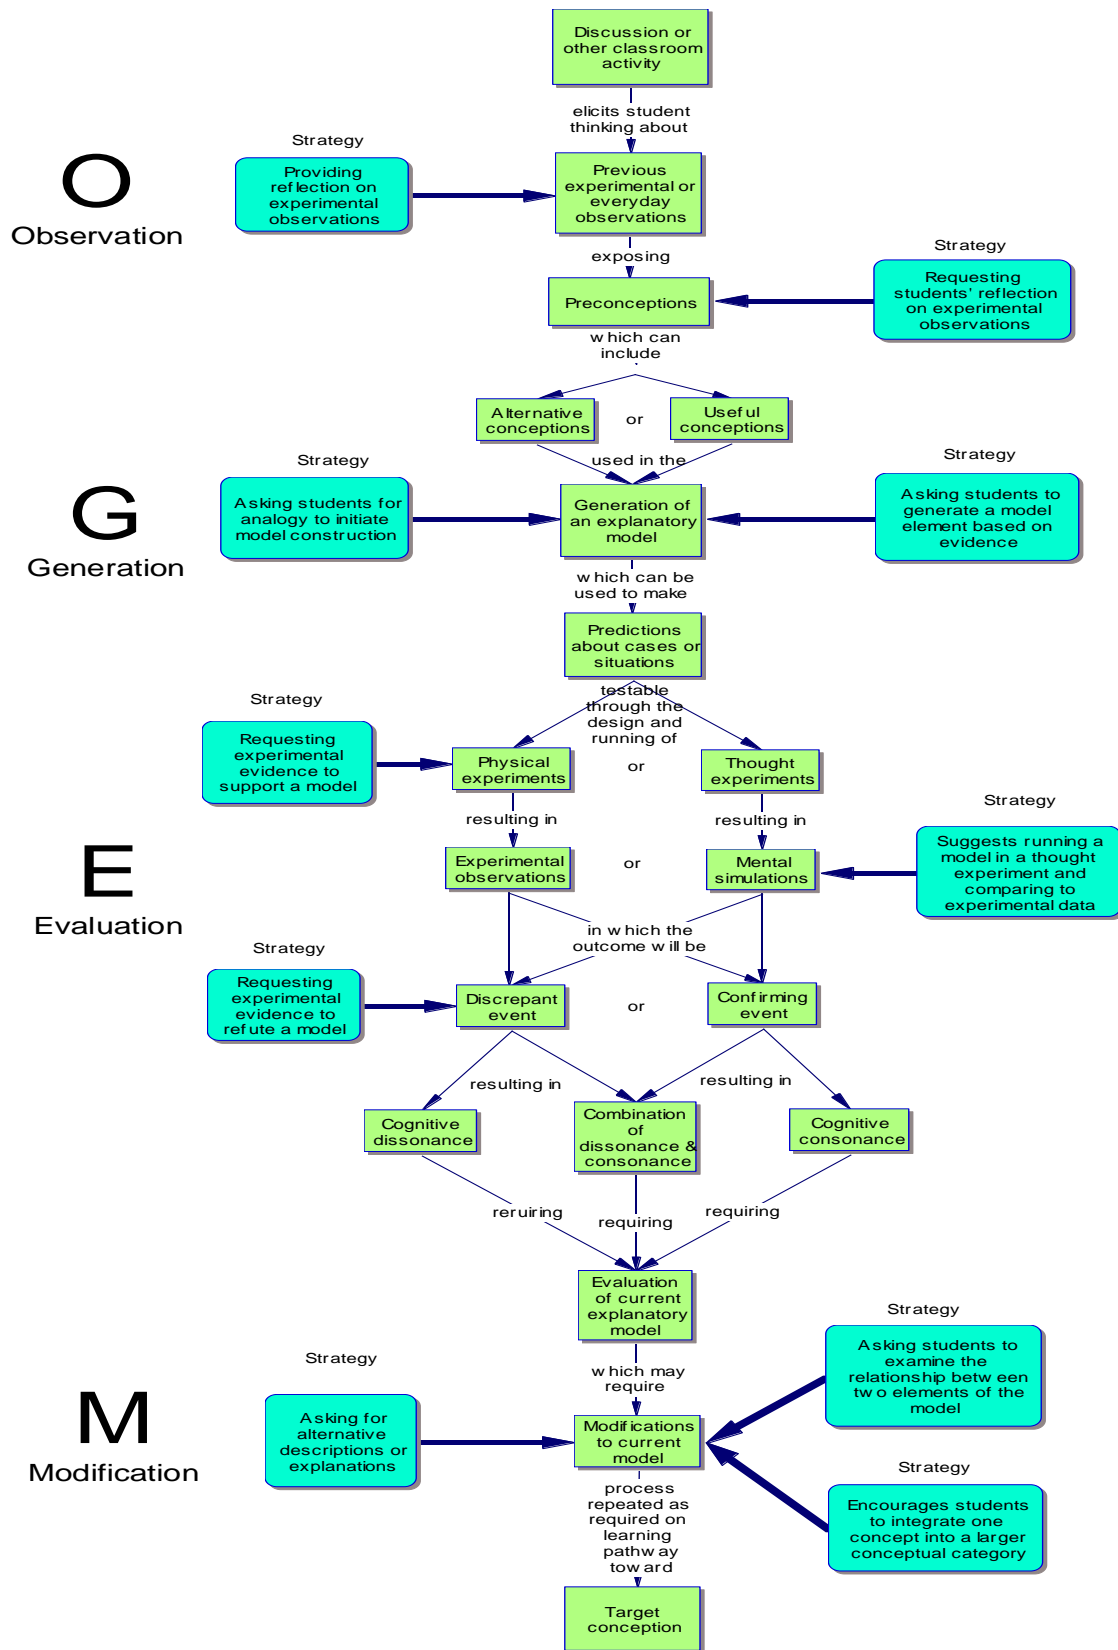 Discussion or
other classroom
activity
elicits student
thinking about
Strategy
Providing
reflection on
experimental
observations
Previous
experimental or
everyday
observations
O
Observation
exposing
Strategy
Requesting
students' reflection
on experimental
observations
Preconceptions
which can
include
Alternative
conceptions
or
Useful
conceptions
used in the
Strategy
Asking students for
analogy to initiate
model construction
Generation of
an explanatory
model
Strategy
Asking students to
generate a model
element based on
evidence
G
Generation
which can be
used to make
Predictions
about cases or
situations
testable
through the
design and
running of
Strategy
Requesting
experimental
evidence to
support a model
Physical
experiments
or
Thought
experiments
resulting in
resulting in
Strategy
Suggests running a
model in a thought
experiment and
comparing to
experimental data
Experimental
observations
or
Mental
simulations
E
Evaluation
in which the
outcome will be
Strategy
Requesting
experimental
evidence to
refute a model
Discrepant
event
or
Confirming
event
resulting in
resulting in
Cognitive
dissonance
Combination
of
dissonance &
consonance
Cognitive
consonance
reruiring
requiring
requiring
Evaluation
of current
explanatory
model
Strategy
Asking students to
examine the
relationship between
two elements of the
model
which may
require
Strategy
Asking for
alternative
descriptions or
explanations
Modifications
to current
model
M
Modification
Strategy
Encourages students
to integrate one
concept into a larger
conceptual category
process
repeated as
required on
learning
pathway
toward
Target
conception